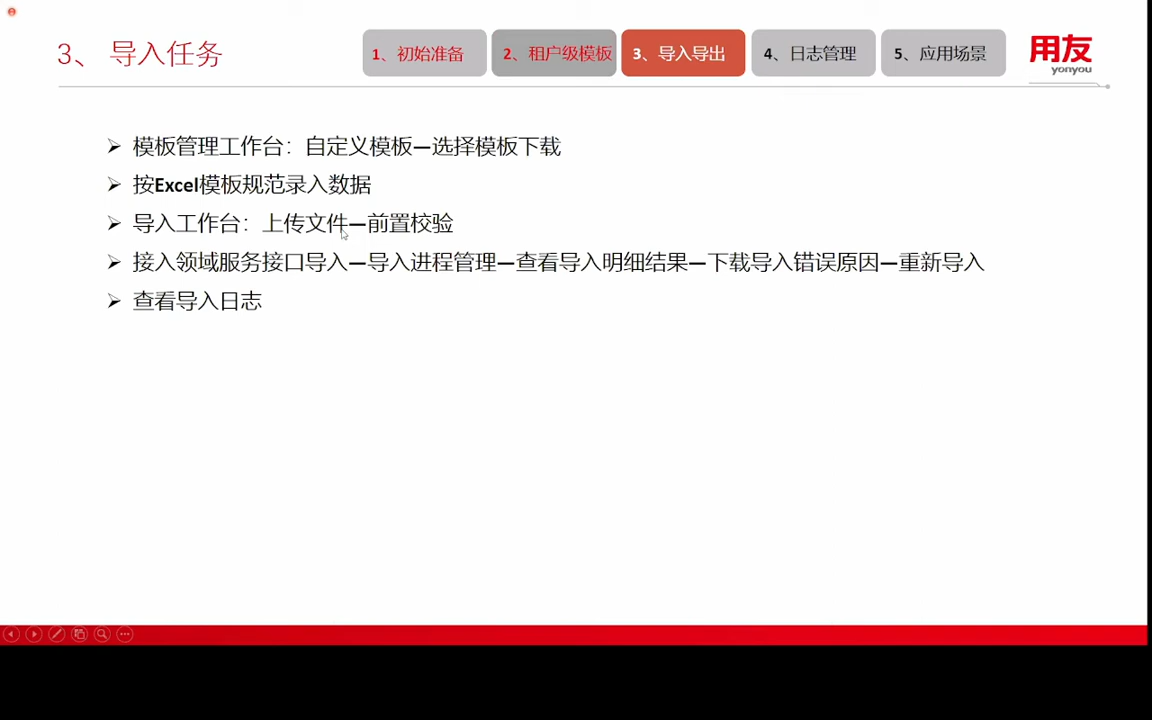 3、 导入任务
1、初始准备
2、租户级模板
3、导入导出
4、日志管理
5、应用场景
用友
yonyou
模板管理工作台：自定义模板—选择模板下载
按Excel模板规范录入数据
导入工作台：上传文件—前置校验
接入领域服务接口导入—导入进程管理—查看导入明细结果—下载导入错误原因—重新导入
查看导入日志